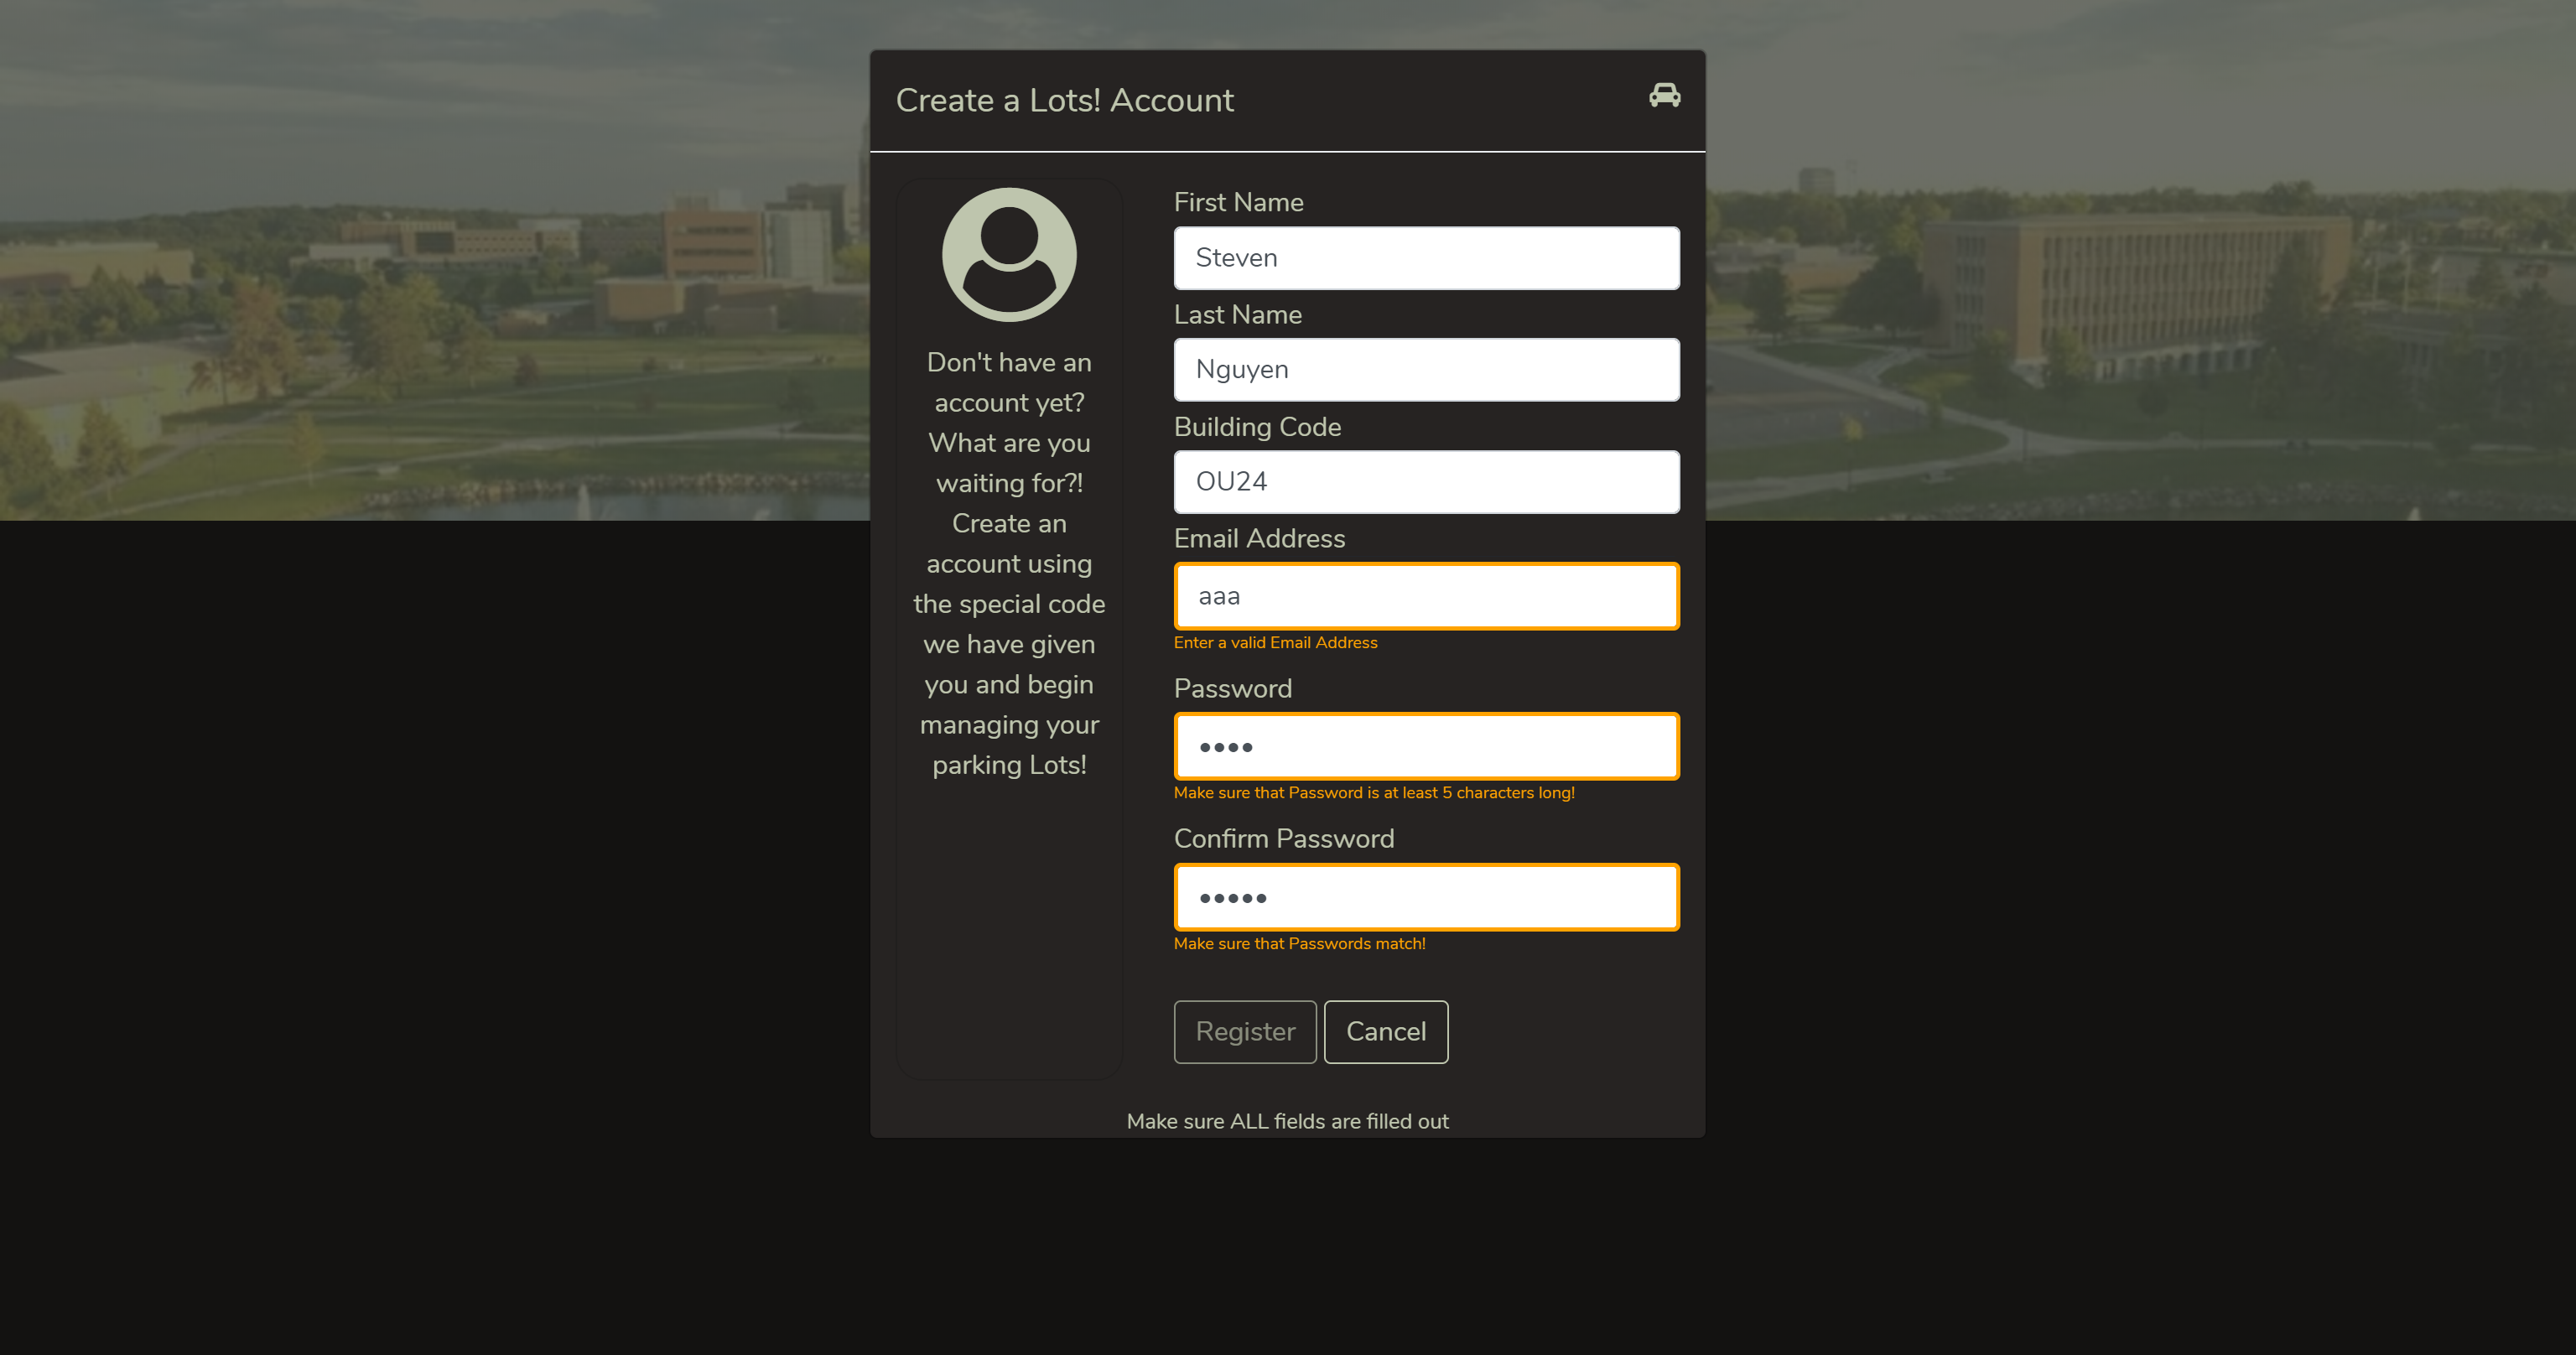 Create a Lots! Account
Don't have an
account yet?
What are you
waiting for?!
Create an
account using
the special code
we have given
you and begin
managing your
parking Lots!
First Name
Steven
Last Name
Nguyen
Building Code
OU24
Email Address
aaa
Enter a valid Email Address
Password
••••
Make sure that Password is at least 5 characters long!
Confirm Password
•••••
Make sure that Passwords match!
Register Cancel
Make sure ALL fields are filled out